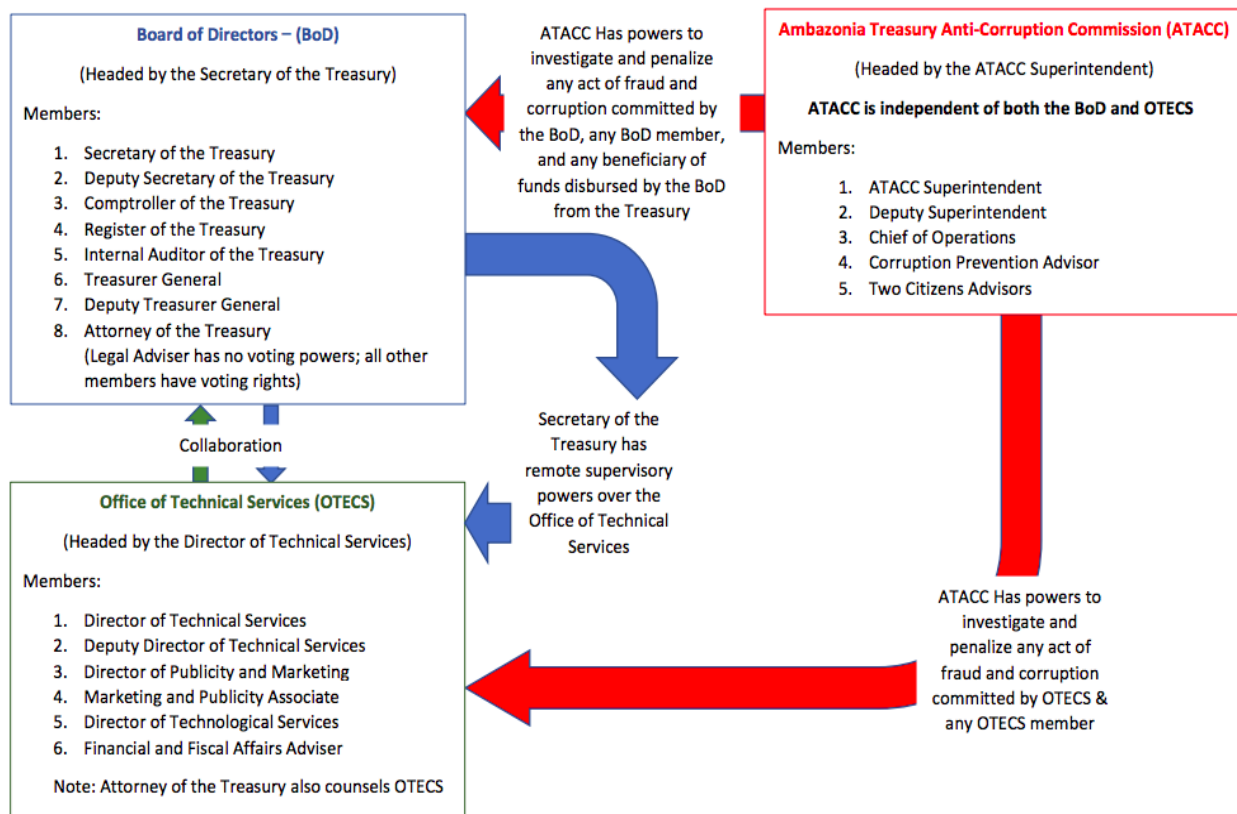 Board of Directors – (BoD)
(Headed by the Secretary of the Treasury)
Members:
1. Secretary of the Treasury
2. Deputy Secretary of the Treasury
3. Comptroller of the Treasury
4. Register of the Treasury
5. Internal Auditor of the Treasury
6. Treasurer General
7. Deputy Treasurer General
8. Attorney of the Treasury
(Legal Adviser has no voting powers; all other
members have voting rights)
ATACC Has powers to
investigate and penalize
any act of fraud and
corruption committed by
the BoD, any BoD member,
and any beneficiary of
funds disbursed by the BoD
from the Treasury
Ambazonia Treasury Anti-Corruption Commission (ATACC)
(Headed by the ATACC Superintendent)
ATACC is independent of both the BoD and OTECS
Members:
1. ATACC Superintendent
2. Deputy Superintendent
3. Chief of Operations
4. Corruption Prevention Advisor
5. Two Citizens Advisors
Collaboration
Secretary of the
Treasury has
remote supervisory
powers over the
Office of Technical
Services
Office of Technical Services (OTECS)
(Headed by the Director of Technical Services)
Members:
1. Director of Technical Services
2. Deputy Director of Technical Services
3. Director of Publicity and Marketing
4. Marketing and Publicity Associate
5. Director of Technological Services
6. Financial and Fiscal Affairs Adviser
Note: Attorney of the Treasury also counsels OTECS
ATACC Has powers to
investigate and
penalize any act of
fraud and corruption
committed by OTECS &
any OTECS member